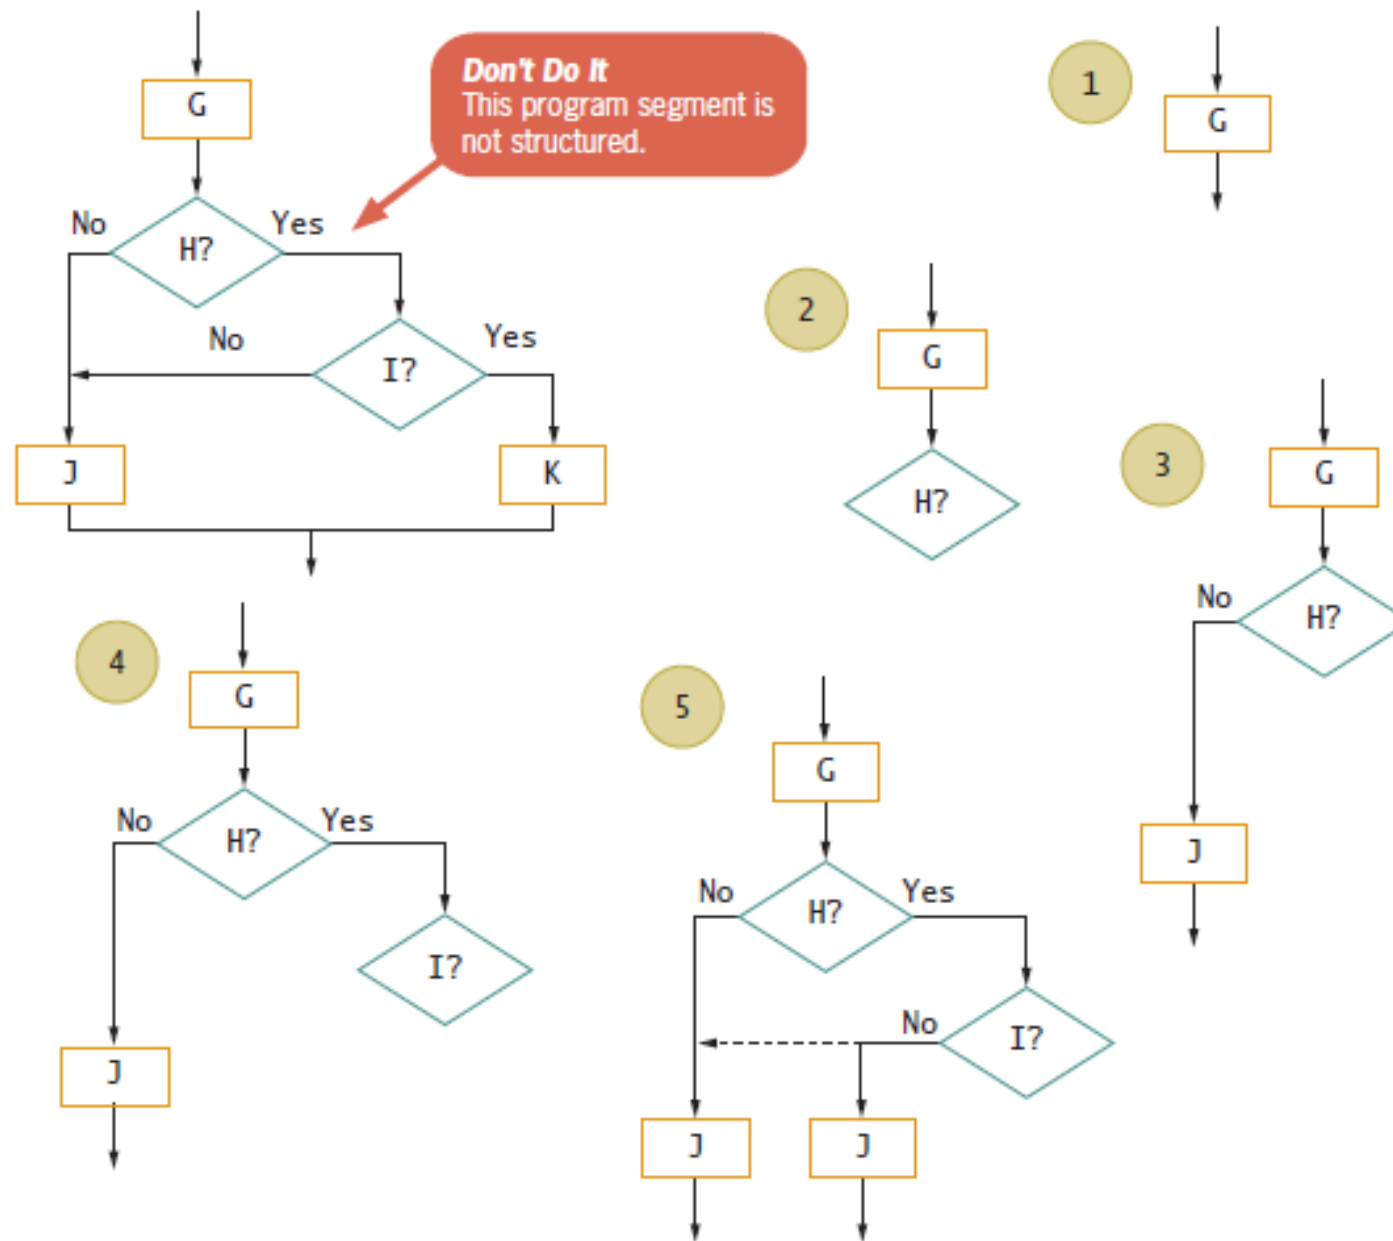 G
Don't Do It
This program segment is
not structured.
No
H?
Yes
No
I?
Yes
J
K
1
G
2
G
H?
3
G
No
H?
J
4
G
No
H?
Yes
I?
J
5
G
No
H?
Yes
No
I?
J
J